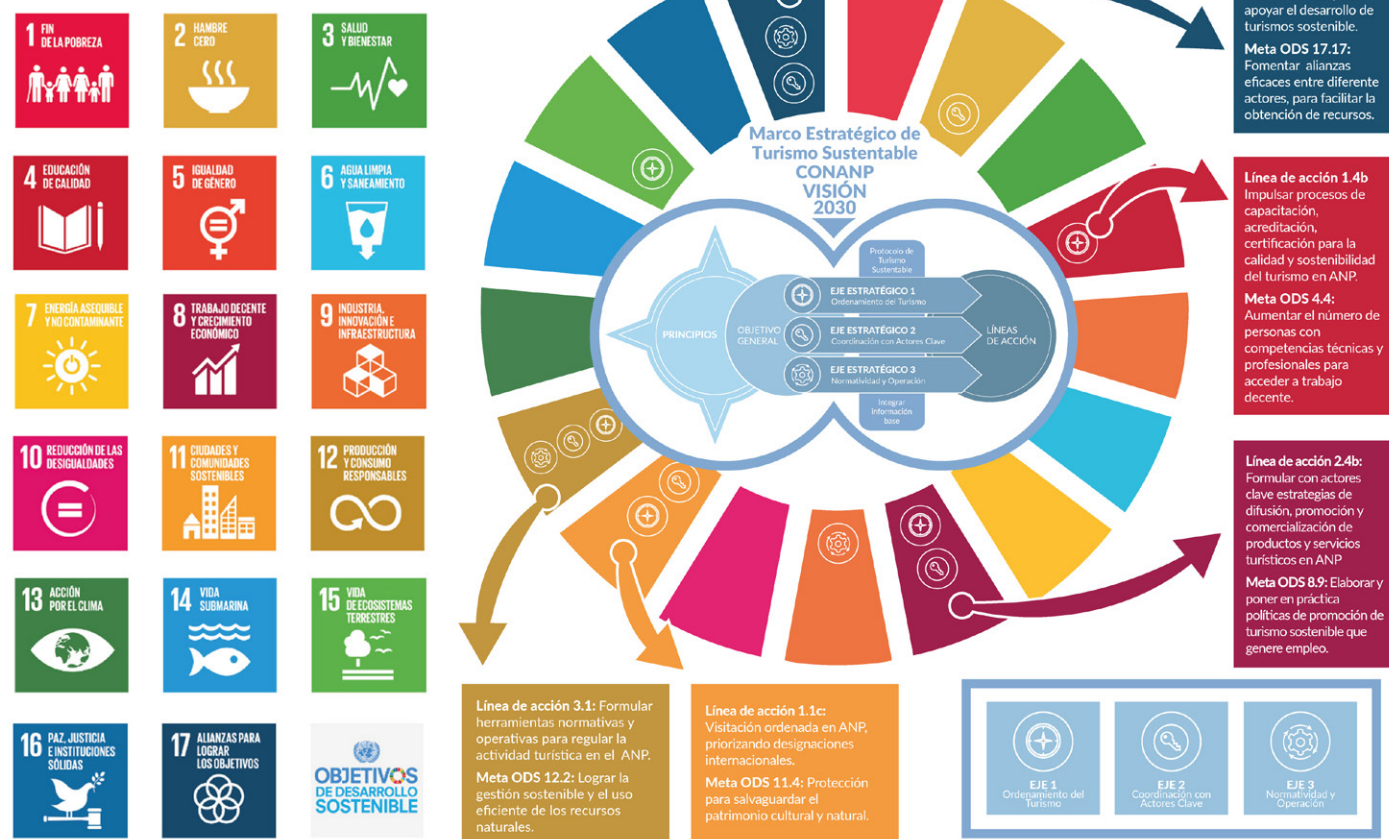 1 FIN
DE LA POBREZA
2 HAMBRE
CERO
3 SALUD
Y BIENESTAR
4 EDUCACIÓN
DE CALIDAD
5 IGUALDAD
DE GÉNERO
6 AGUA LIMPIA
Y SANEAMIENTO
7 ENERGÍA ASEQUIBLE
Y NO CONTAMINANTE
8 TRABAJO DECENTE
Y CRECIMIENTO
ECONÓMICO
9 INDUSTRIA,
INNOVACIÓN E
INFRAESTRUCTURA
10 REDUCCIÓN DE LAS
DESIGUALDADES
11 CIUDADES Y
COMUNIDADES
SOSTENIBLES
12 PRODUCCIÓN
Y CONSUMO
RESPONSABLES
13 ACCIÓN
POR EL CLIMA
14 VIDA
SUBMARINA
15 VIDA
DE ECOSISTEMAS
TERRESTRES
16 PAZ, JUSTICIA
E INSTITUCIONES
SÓLIDAS
17 ALIANZAS PARA
LOGRAR
LOS OBJETIVOS
OBJETIVOS
DE DESARROLLO
SOSTENIBLE
Marco Estratégico de
Turismo Sustentable
CONANP
VISIÓN
2030
Protocolo de
Turismo
Sustentable
PRINCIPIOS
OBJETIVO
GENERAL
EJE ESTRATÉGICO 1
Ordenamiento del Turismo
EJE ESTRATÉGICO 2
Coordinación con Actores Clave
EJE ESTRATÉGICO 3
Normatividad y Operación
LÍNEAS
DE ACCIÓN
Integrar
Información
base
apoyar el desarrollo de
turismos sostenible.
Meta ODS 17.17:
Fomentar alianzas
eficaces entre diferente
actores, para facilitar la
obtención de recursos.
Línea de acción 1.4b
Impulsar procesos de
capacitación,
acreditación,
certificación para la
calidad y sostenibilidad
del turismo en ANP.
Meta ODS 4.4:
Aumentar el número de
personas con
competencias técnicas y
profesionales para
acceder a trabajo
decente.
Línea de acción 2.4b:
Formular con actores
clave estrategias de
difusión, promoción y
comercialización de
productos y servicios
turísticos en ANP
Meta ODS 8.9: Elaborar y
poner en práctica
políticas de promoción de
turismo sostenible que
genere empleo.
Línea de acción 3.1: Formular
herramientas normativas y
operativas para regular la
actividad turística en el ANP.
Meta ODS 12.2: Lograr la
gestión sostenible y el uso
eficiente de los recursos
naturales.
Línea de acción 1.1c:
Visitación ordenada en ANP,
priorizando designaciones
internacionales.
Meta ODS 11.4: Protección
para salvaguardar el
patrimonio cultural y natural.
EJE 1
Ordenamiento del
Turismo
EJE 2
Coordinación con
Actores Clave
EJE 3
Normatividad y
Operación